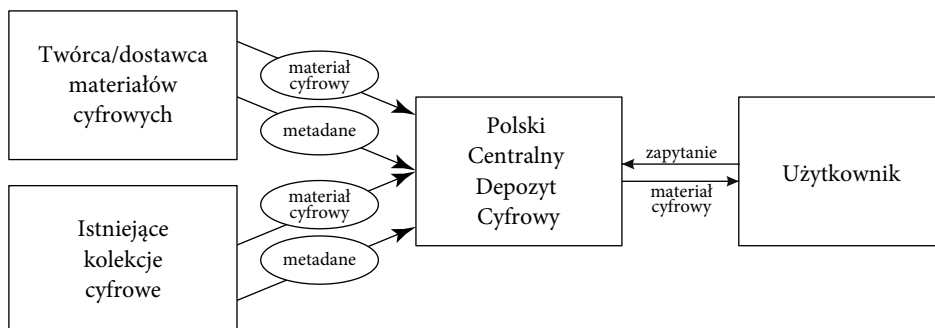 Twórca/dostawca
materiałów
cyfrowych
materiał
cyfrowy
metadane
Istniejące
kolekcje
cyfrowe
materiał
cyfrowy
metadane
Polski
Centralny
Depozyt
Cyfrowy
zapytanie
materiał
cyfrowy
Użytkownik